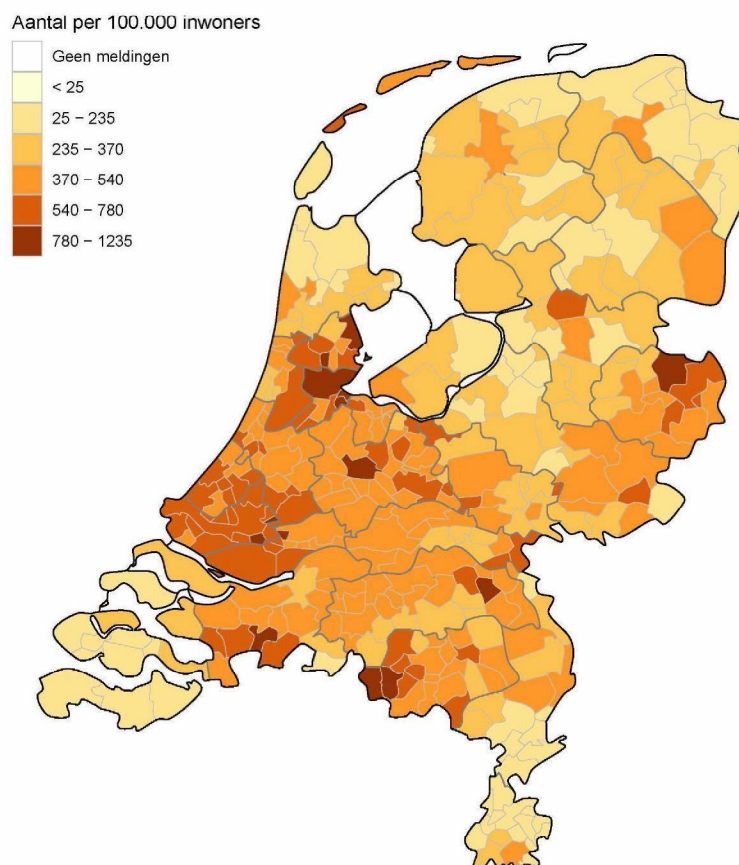 Aantal per 100.000 inwoners
Geen meldingen
< 25
25 – 235
235 – 370
370 – 540
540 – 780
780 – 1235